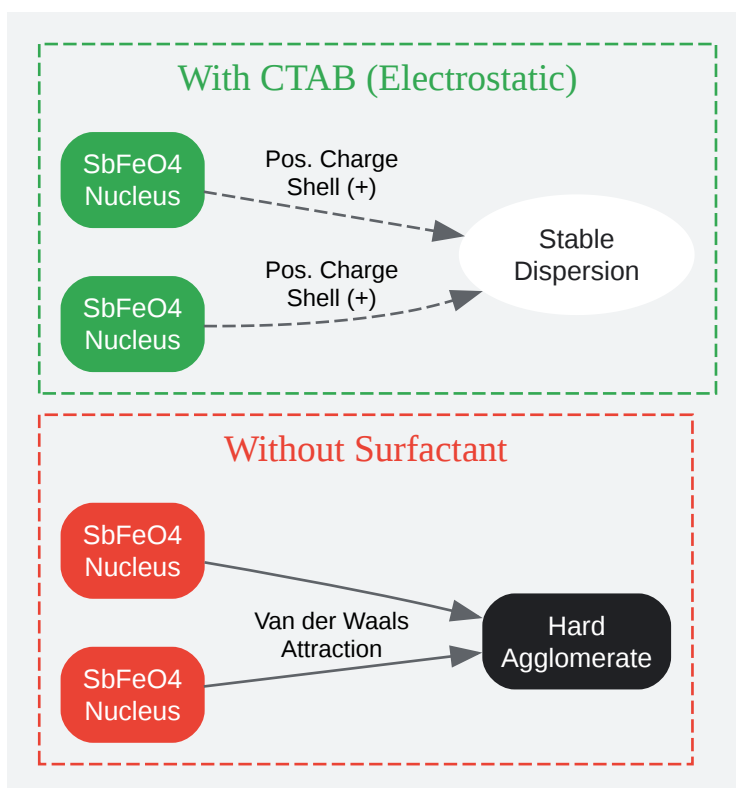 With CTAB (Electrostatic)
SbFeO4
Nucleus
Pos. Charge
Shell (+)
Stable
Dispersion
SbFeO4
Nucleus
Pos. Charge
Shell (+)
Without Surfactant
SbFeO4
Nucleus
Van der Waals
Attraction
Hard
Agglomerate
SbFeO4
Nucleus